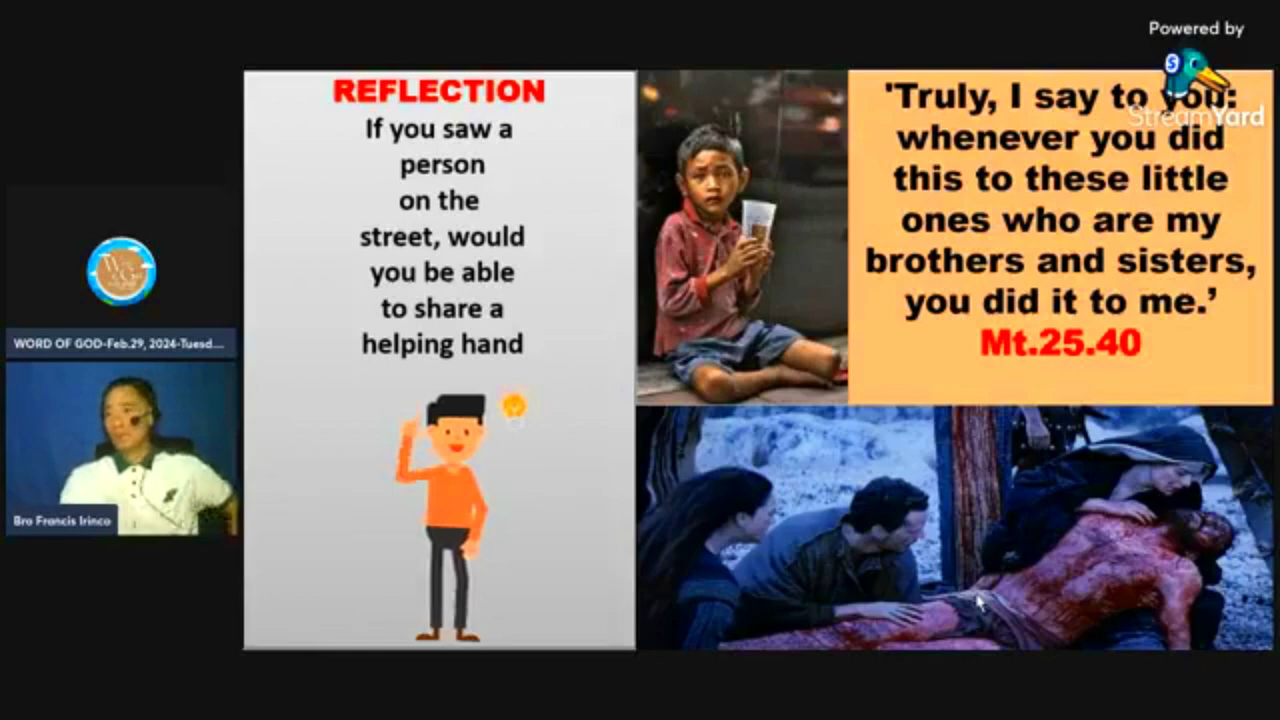 Powered by
StreamYard
REFLECTION
If you saw a
person
on the
street, would
you be able
to share a
helping hand
'Truly, I say to you:
whenever you did
this to these little
ones who are my
brothers and sisters,
you did it to me.’
Mt.25.40
WORD OF GOD-Feb.29, 2024-Tuesd...
Bro Francis Irinco